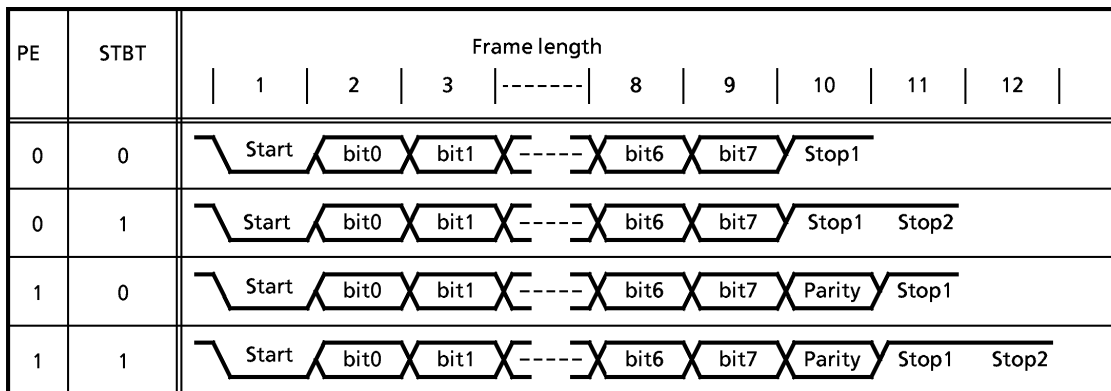 PE STBT Frame length
1 2 3 8 9 10 11 12
0 0 Start bit0 bit1 bit6 bit7 Stop1
0 1 Start bit0 bit1 bit6 bit7 Stop1 Stop2
1 0 Start bit0 bit1 bit6 bit7 Parity Stop1
1 1 Start bit0 bit1 bit6 bit7 Parity Stop1 Stop2